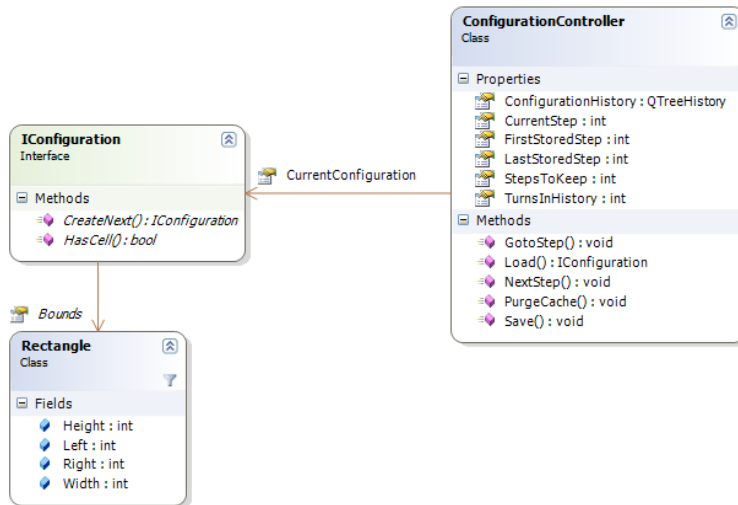 ConfigurationController
Class
Properties
ConfigurationHistory : QTreeHistory
CurrentStep : int
FirstStoredStep : int
LastStoredStep : int
StepsToKeep : int
TurnsInHistory : int
Methods
GotoStep() : void
Load() : IConfiguration
NextStep() : void
PurgeCache() : void
Save() : void
CurrentConfiguration
IConfiguration
Interface
Methods
CreateNext() : IConfiguration
HasCell() : bool
Bounds
Rectangle
Class
Fields
Height : int
Left : int
Right : int
Width : int